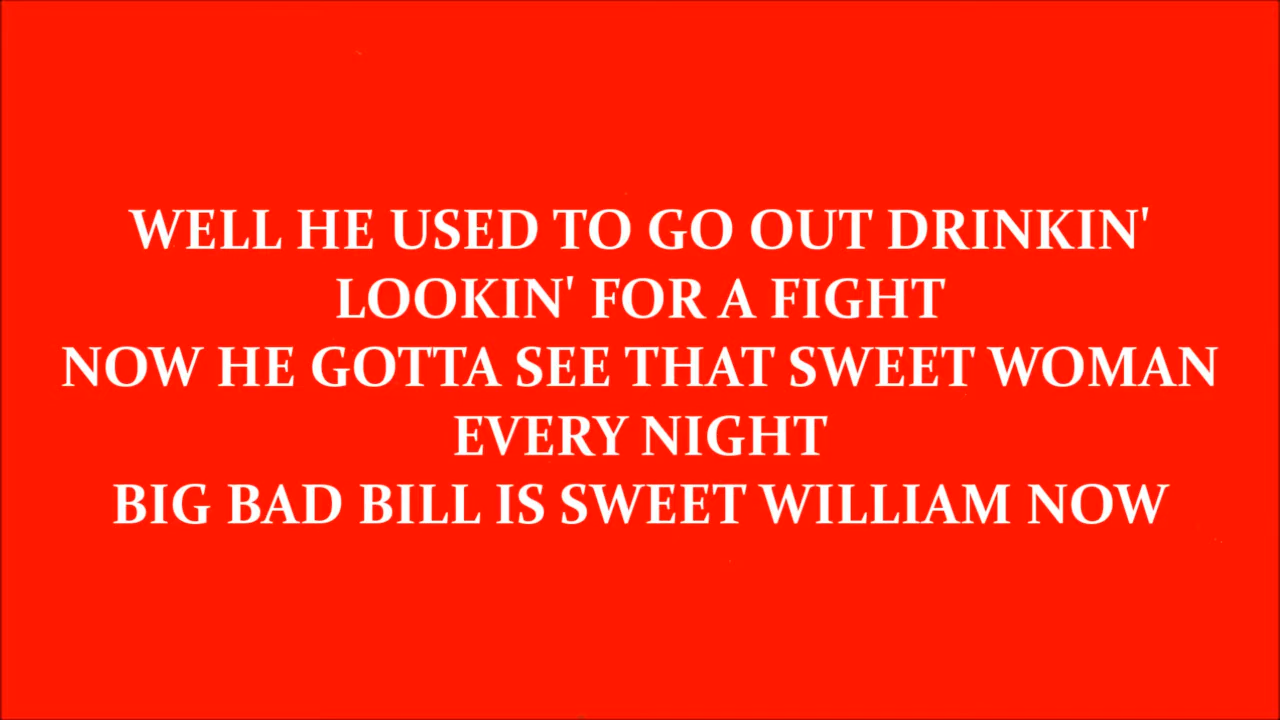 WELL HE USED TO GO OUT DRINKIN'
LOOKIN' FOR A FIGHT
NOW HE GOTTA SEE THAT SWEET WOMAN
EVERY NIGHT
BIG BAD BILL IS SWEET WILLIAM NOW